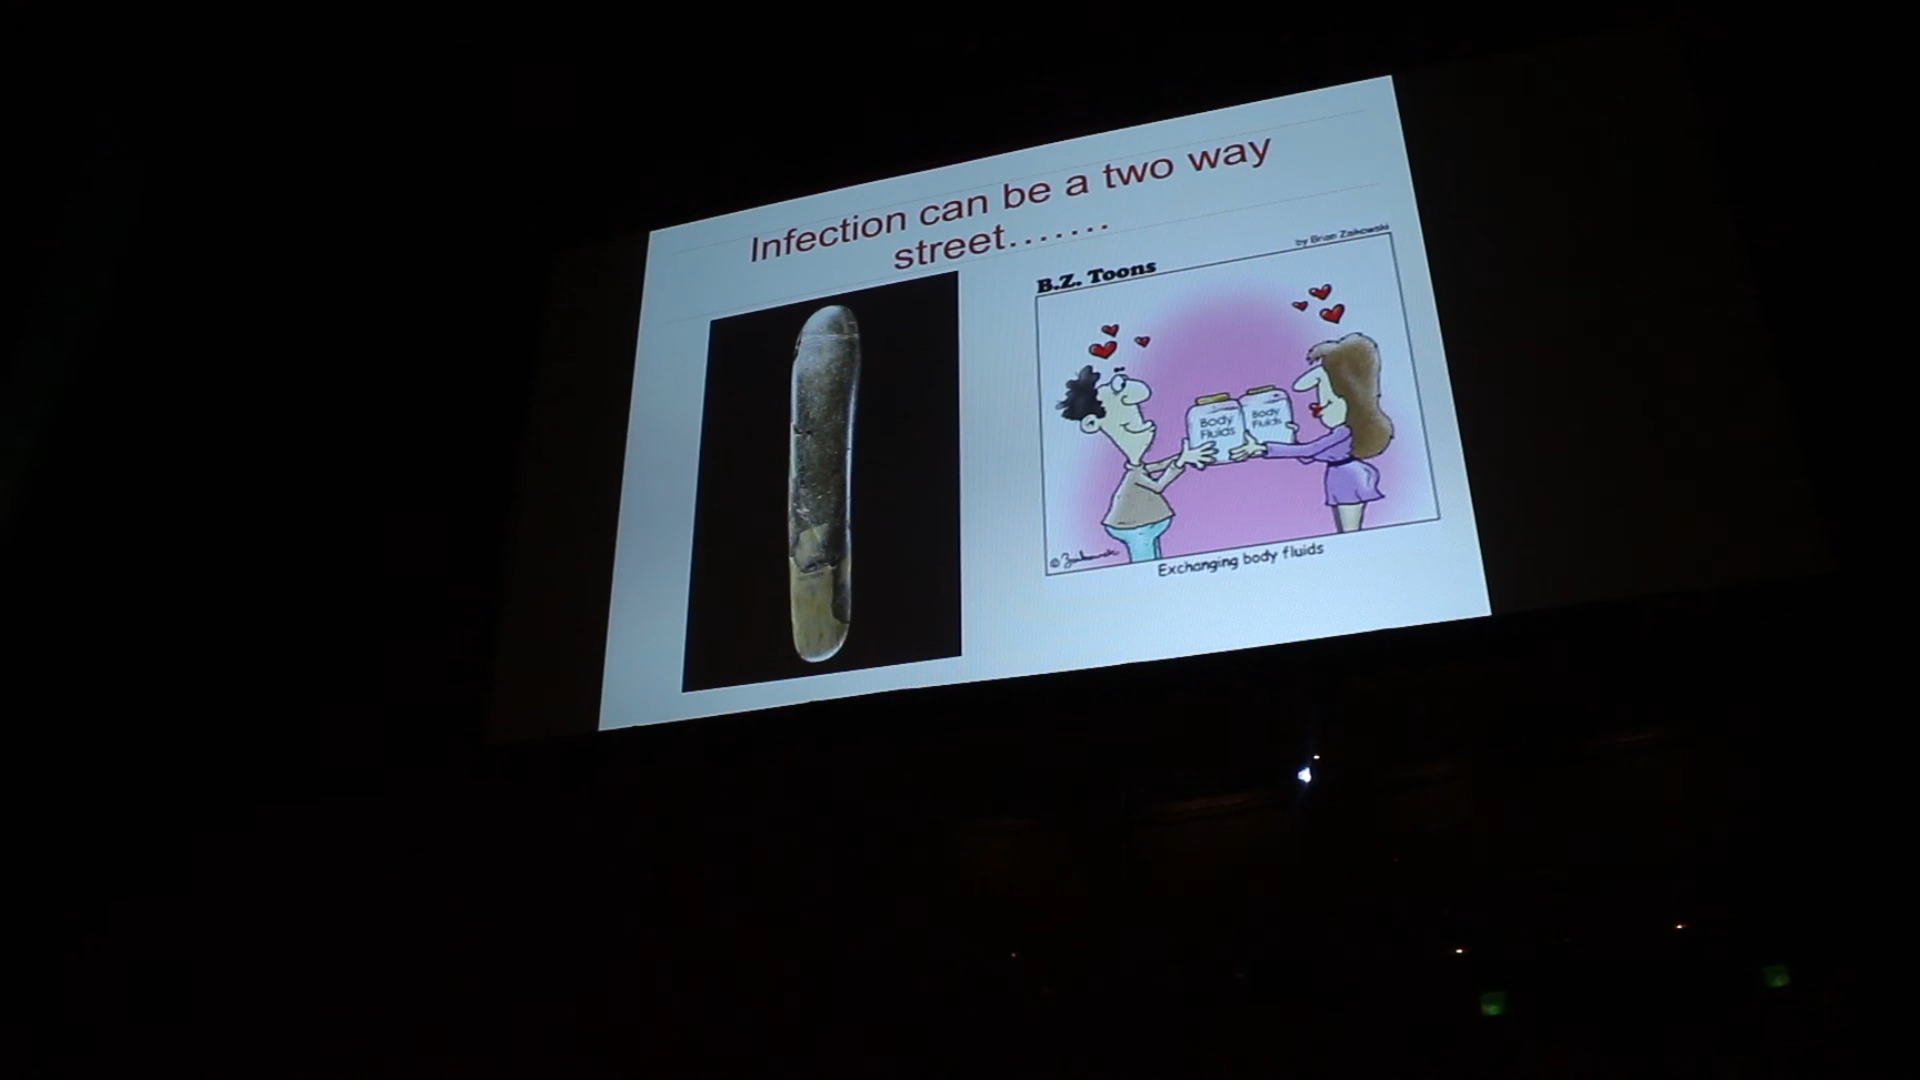 Infection can be a two way
street.......
by Brian Zaikowski
B.Z. Toons
Body
Fluids
Body
Fluids
Exchanging body fluids